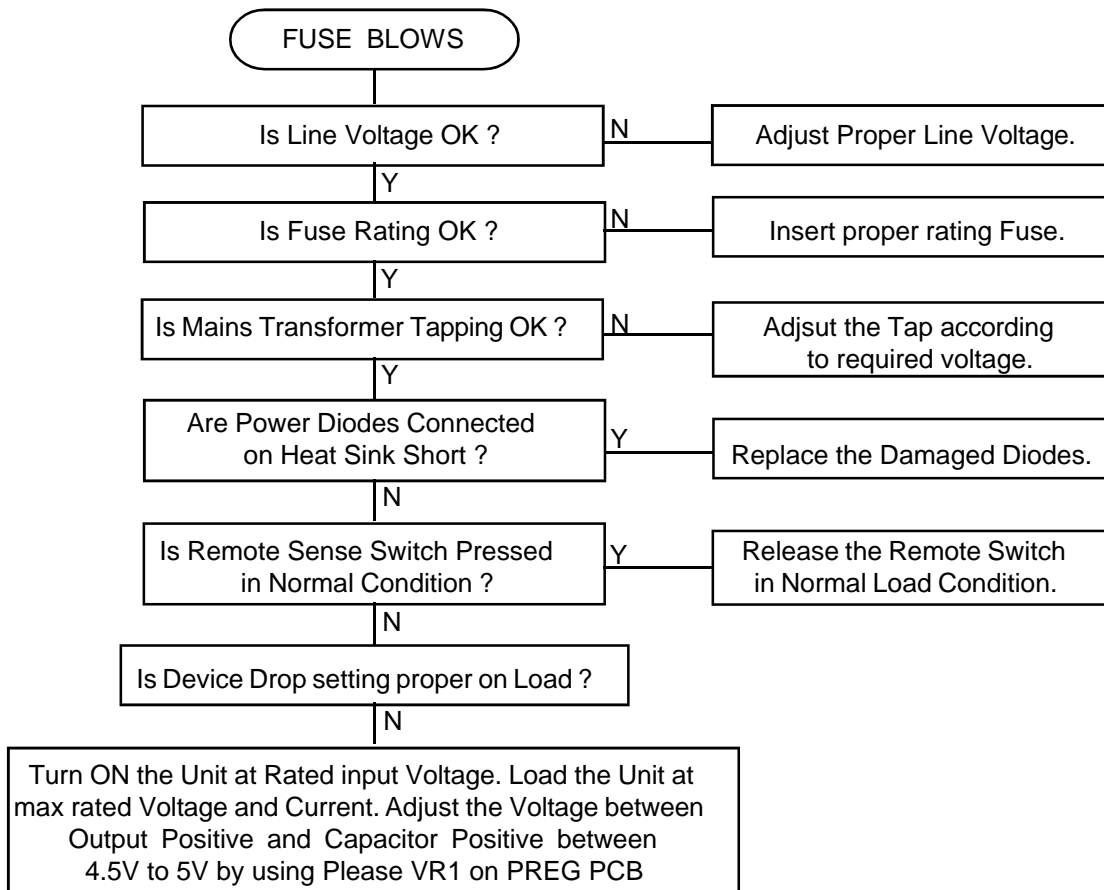 FUSE BLOWS
Is Line Voltage OK ?
N
Adjust Proper Line Voltage.
Y
Is Fuse Rating OK ?
N
Insert proper rating Fuse.
Y
Is Mains Transformer Tapping OK ?
N
Adjsut the Tap according
to required voltage.
Y
Are Power Diodes Connected
on Heat Sink Short ?
Y
Replace the Damaged Diodes.
N
Is Remote Sense Switch Pressed
in Normal Condition ?
Y
Release the Remote Switch
in Normal Load Condition.
N
Is Device Drop setting proper on Load ?
N
Turn ON the Unit at Rated input Voltage. Load the Unit at
max rated Voltage and Current. Adjust the Voltage between
Output Positive and Capacitor Positive between
4.5V to 5V by using Please VR1 on PREG PCB